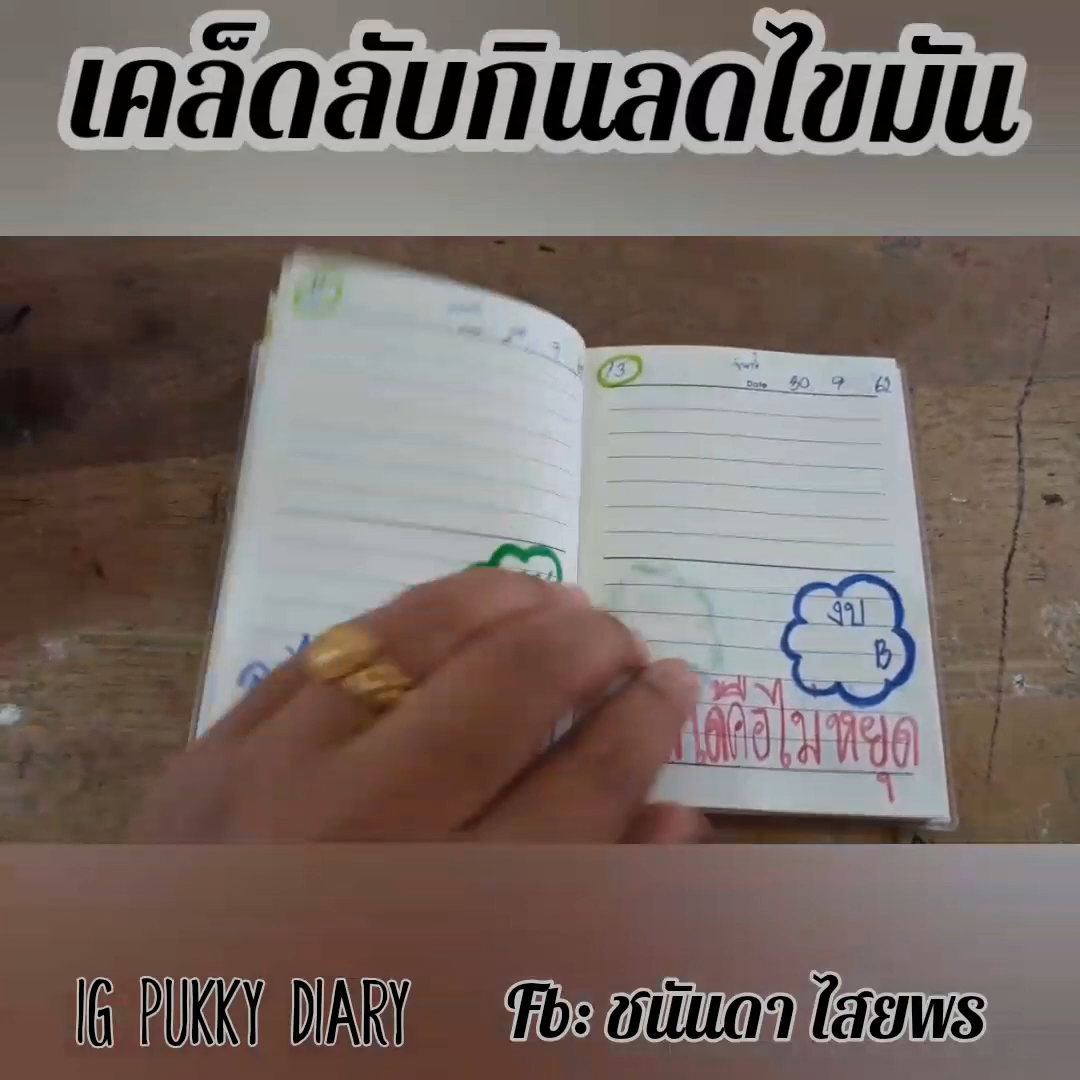 เคล็ดลับกินลดไขมัน
11
13
Date 30 9 62
งบ
B
ได้คือไม่หยุด
IG PUKKY DIARY
Fb: ชนันดา ไสยพร